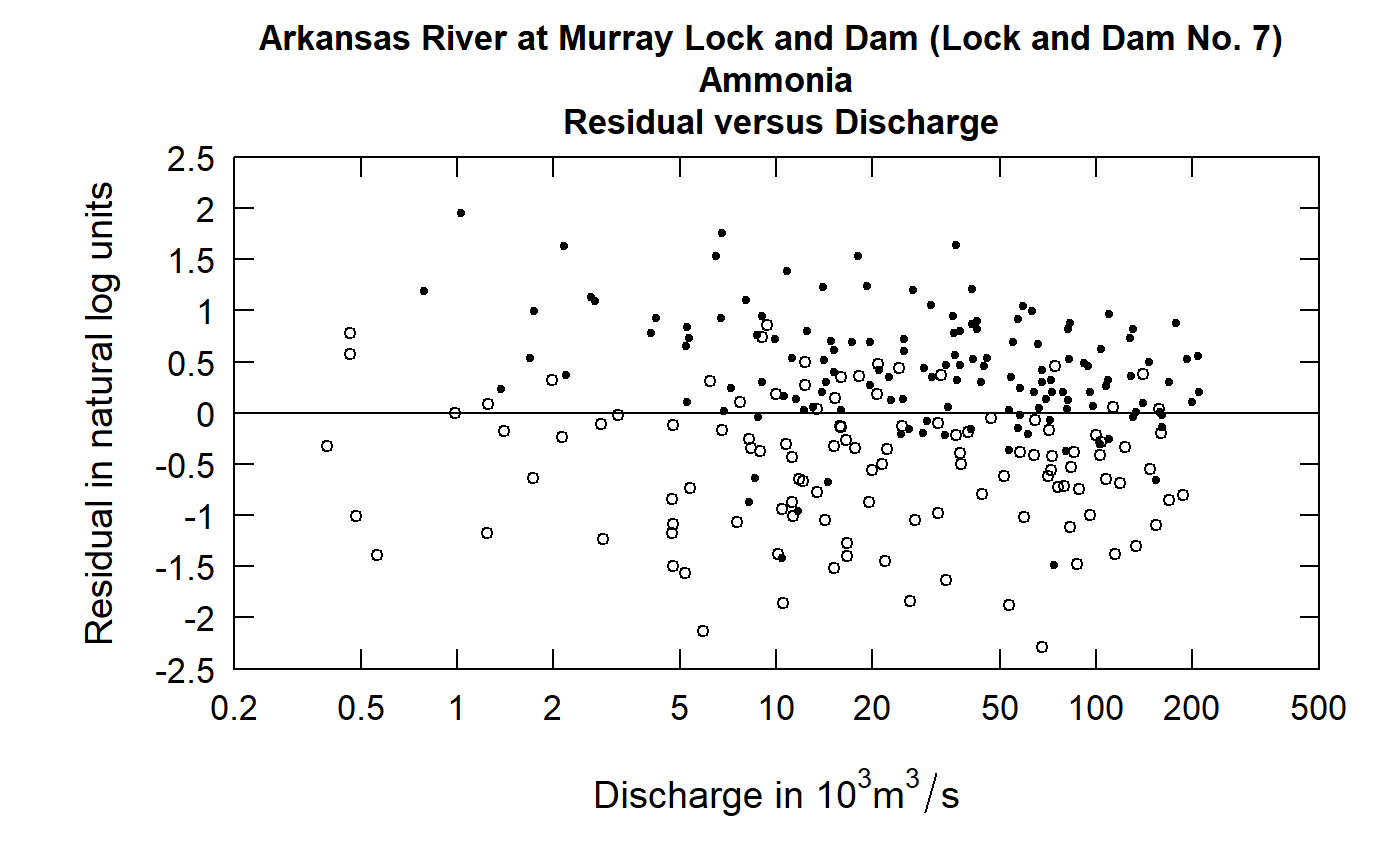 Arkansas River at Murray Lock and Dam (Lock and Dam No. 7)
Ammonia
Residual versus Discharge
Residual in natural log units
2.5
2
1.5
1
0.5
0
-0.5
-1
-1.5
-2
-2.5
0.2 0.5 1 2 5 10 20 50 100 200 500
Discharge in 10³m³/s